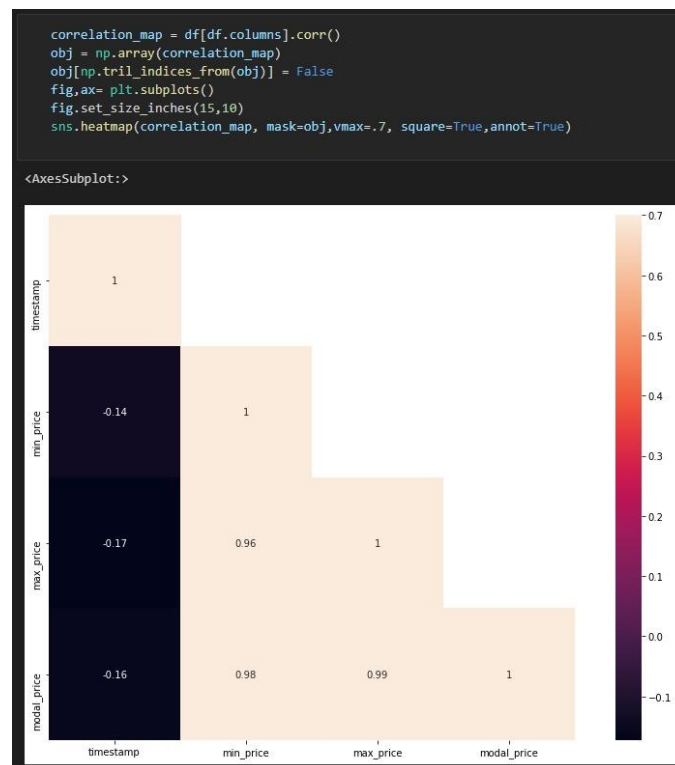 correlation_map = df[df.columns].corr()
obj = np.array(correlation_map)
obj[np.tril_indices_from(obj)] = False
fig,ax= plt.subplots()
fig.set_size_inches(15,10)
sns.heatmap(correlation_map, mask=obj,vmax=.7, square=True,annot=True)
<AxesSubplot:>
timestamp
1
min_price
-0.14 1
max_price
-0.17 0.96 1
modal_price
-0.16 0.98 0.99 1
timestamp min_price max_price modal_price
0.7
0.6
0.5
0.4
0.3
0.2
0.1
0.0
-0.1